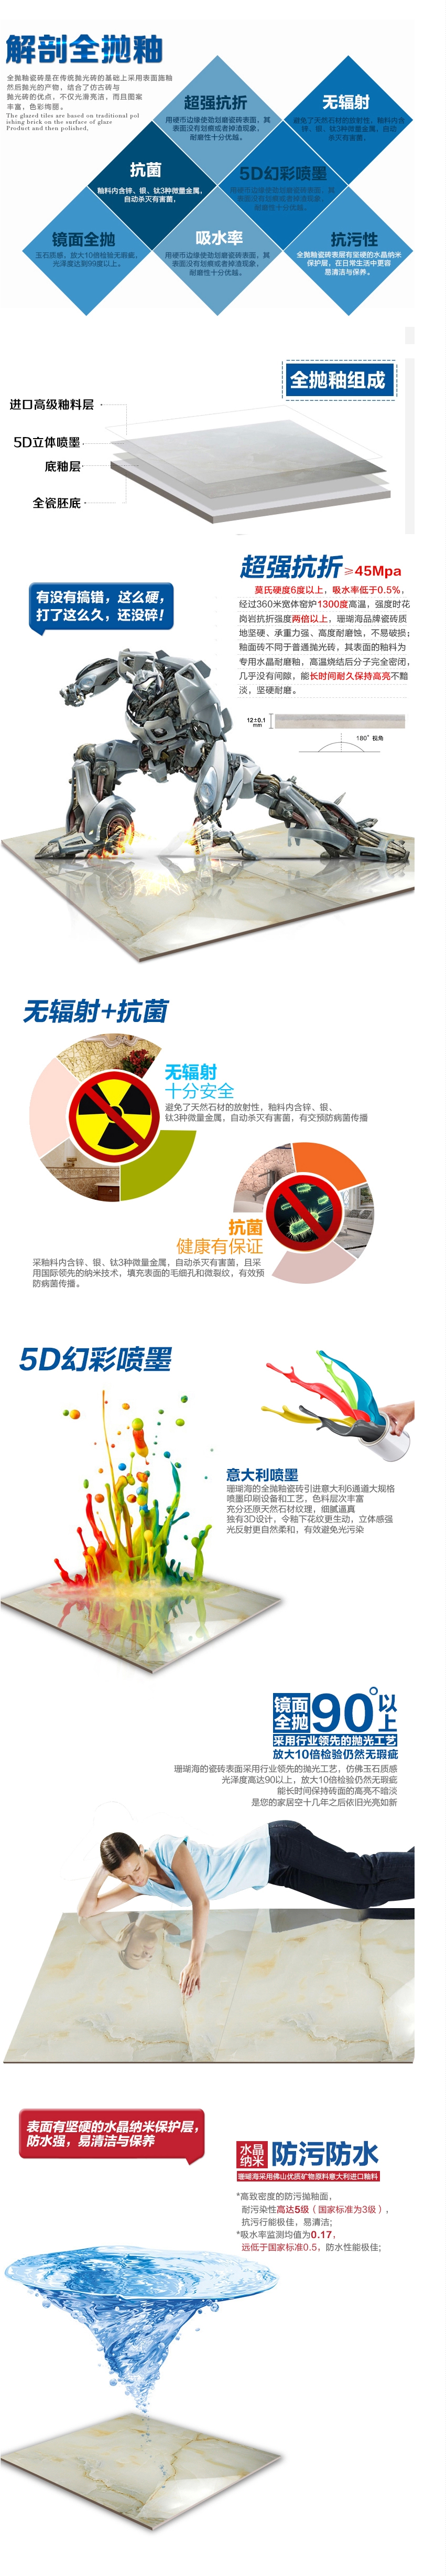 解剖全抛釉
全抛釉瓷砖是在传统抛光砖的基础上采用表面施釉
然后抛光的产物，结合了仿古砖与
抛光砖的优点，不仅光滑亮洁，而且图案
丰富，色彩绚丽。
The glazed tiles are based on traditional pol
ishing brick on the surface of glaze
Product and then polished,
超强抗折
用硬币边缘使劲划磨瓷砖表面，其
表面没有划痕或者掉渣现象，
耐磨性十分优越。
无辐射
避免了天然石材的放射性，釉料内含
锌、银、钛3种微量金属，自动
杀灭有害菌，
抗菌
釉料内含锌、银、钛3种微量金属，
自动杀灭有害菌，
5D幻彩喷墨
用硬币边缘使劲划磨瓷砖表面，其
表面没有划痕或者掉渣现象，
耐磨性十分优越。
镜面全抛
玉石质感，放大10倍检验无瑕疵，
光泽度达到99度以上。
吸水率
用硬币边缘使劲划磨瓷砖表面，其
表面没有划痕或者掉渣现象，
耐磨性十分优越。
抗污性
全抛釉瓷砖表层有坚硬的水晶纳米
保护层，在日常生活中更容
易清洁与保养。
全抛釉组成
进口高级釉料层
5D立体喷墨
底釉层
全瓷胚底
超强抗折≥45Mpa
有没有搞错，这么硬，
打了这么久，还没碎！
莫氏硬度6度以上，吸水率低于0.5%，
经过360米宽体窑炉1300度高温，强度时花
岗岩抗折强度两倍以上，珊瑚海品牌瓷砖质
地坚硬、承重力强、高度耐磨蚀，不易破损；
釉面砖不同于普通抛光砖，其表面的釉料为
专用水晶耐磨釉，高温烧结后分子完全密闭，
几乎没有间隙，能长时间耐久保持高亮不黯
淡，坚硬耐磨。
12±0.1
mm
180°视角
无辐射+抗菌
无辐射
十分安全
避免了天然石材的放射性，釉料内含锌、银、
钛3种微量金属，自动杀灭有害菌，有交预防病菌传播
抗菌
健康有保证
采釉料内含锌、银、钛3种微量金属，自动杀灭有害菌，且采
用国际领先的纳米技术，填充表面的毛细孔和微裂纹，有效预
防病菌传播。
5D幻彩喷墨
意大利喷墨
珊瑚海的全抛釉瓷砖引进意大利6通道大规格
喷墨印刷设备和工艺，色料层次丰富
充分还原天然石材纹理，细腻逼真
独有3D设计，令釉下花纹更生动，立体感强
光反射更自然柔和，有效避免光污染
镜面
全抛90°以上
采用行业领先的抛光工艺
放大10倍检验仍然无瑕疵
珊瑚海的瓷砖表面采用行业领先的抛光工艺，仿佛玉石质感
光泽度高达90以上，放大10倍检验仍然无瑕疵
能长时间保持砖面的高亮不暗淡
是您的家居空十几年之后依旧光亮如新
表面有坚硬的水晶纳米保护层，
防水强，易清洁与保养
水晶
纳米 防污防水
珊瑚海采用佛山优质矿物原料意大利进口釉料
*高致密度的防污抛釉面，
耐污染性高达5级（国家标准为3级），
抗污行能极佳，易清洁；
*吸水率监测均值为0.17，
远低于国家标准0.5，防水性能极佳；